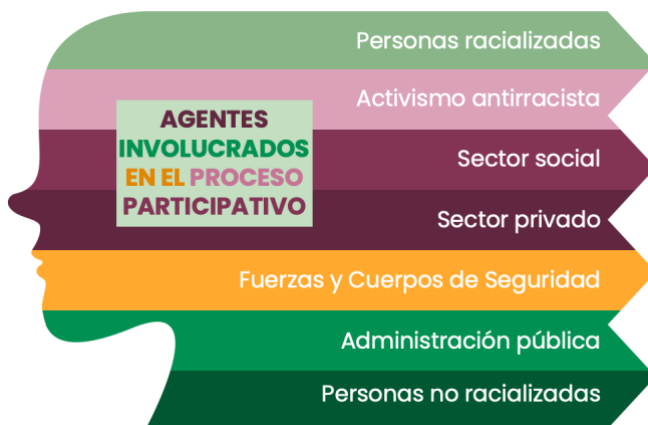 Personas racializadas
Activismo antirracista
AGENTES
INVOLUCRADOS
EN EL PROCESO
PARTICIPATIVO
Sector social
Sector privado
Fuerzas y Cuerpos de Seguridad
Administración pública
Personas no racializadas